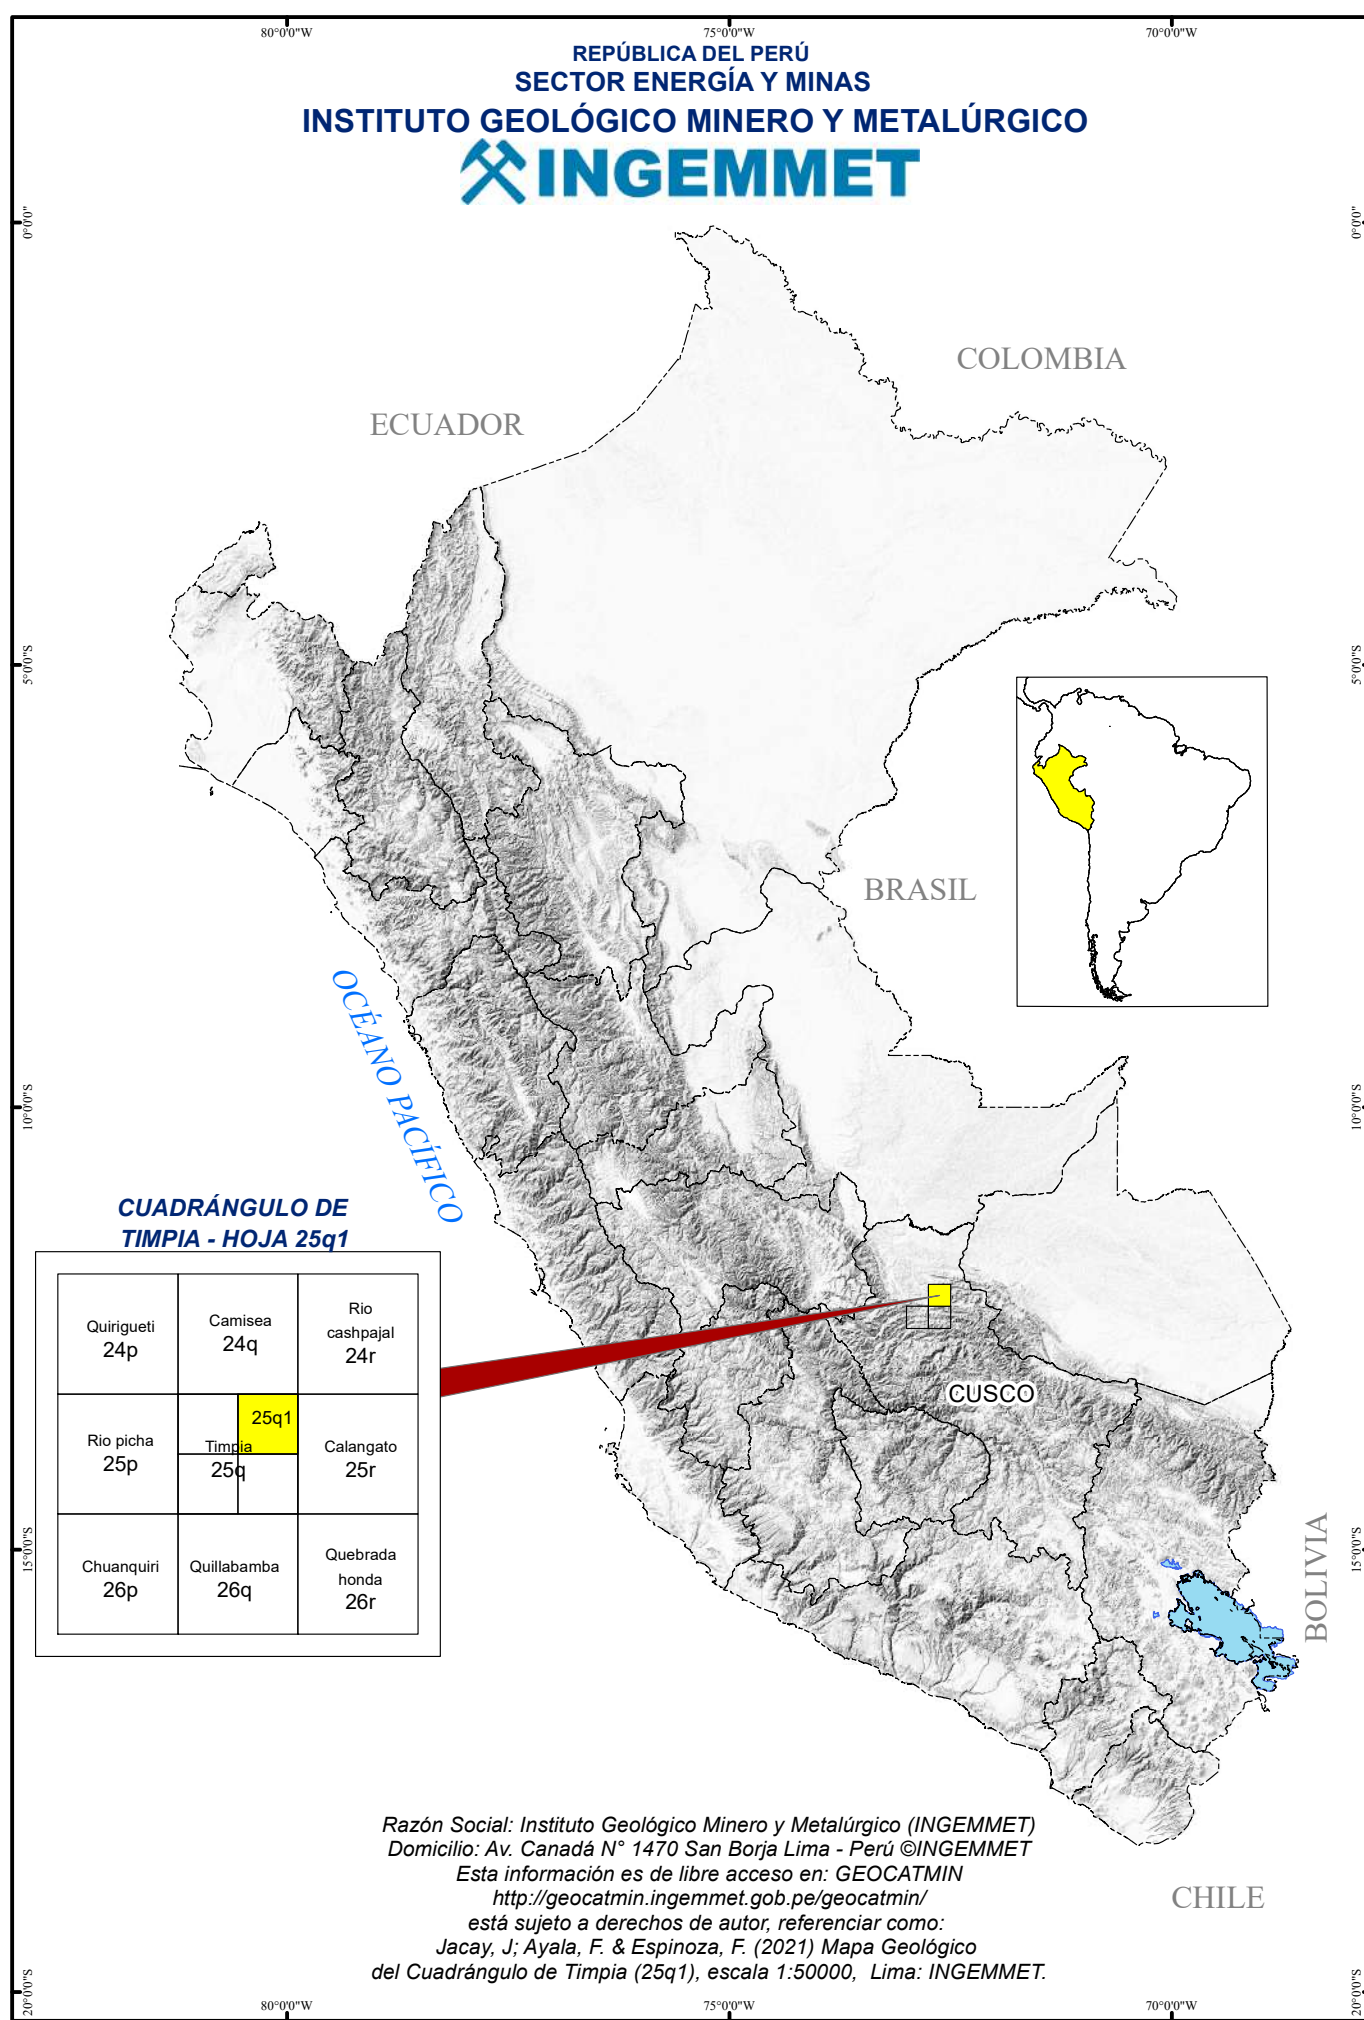 80°0'0"W
75°0'0"W
70°0'0"W
REPÚBLICA DEL PERÚ
SECTOR ENERGÍA Y MINAS
INSTITUTO GEOLÓGICO MINERO Y METALÚRGICO
INGEMMET
0°0'0"
0°0'0"
COLOMBIA
ECUADOR
5°0'0"S
5°0'0"S
BRASIL
OCÉANO PACÍFICO
10°0'0"S
10°0'0"S
CUADRÁNGULO DE
TIMPIA - HOJA 25q1
Quirigueti
24p
Camisea
24q
Rio
cashpajal
24r
Rio picha
25p
25q1
Timpia
25q
Calangato
25r
Chuanquiri
26p
Quillabamba
26q
Quebrada
honda
26r
CUSCO
15°0'0"S
15°0'0"S
BOLIVIA
Razón Social: Instituto Geológico Minero y Metalúrgico (INGEMMET)
Domicilio: Av. Canadá N° 1470 San Borja Lima - Perú ©INGEMMET
Esta información es de libre acceso en: GEOCATMIN
http://geocatmin.ingemmet.gob.pe/geocatmin/
está sujeto a derechos de autor, referenciar como:
Jacay, J; Ayala, F. & Espinoza, F. (2021) Mapa Geológico
del Cuadrángulo de Timpia (25q1), escala 1:50000, Lima: INGEMMET.
CHILE
20°0'0"S
20°0'0"S
80°0'0"W
75°0'0"W
70°0'0"W